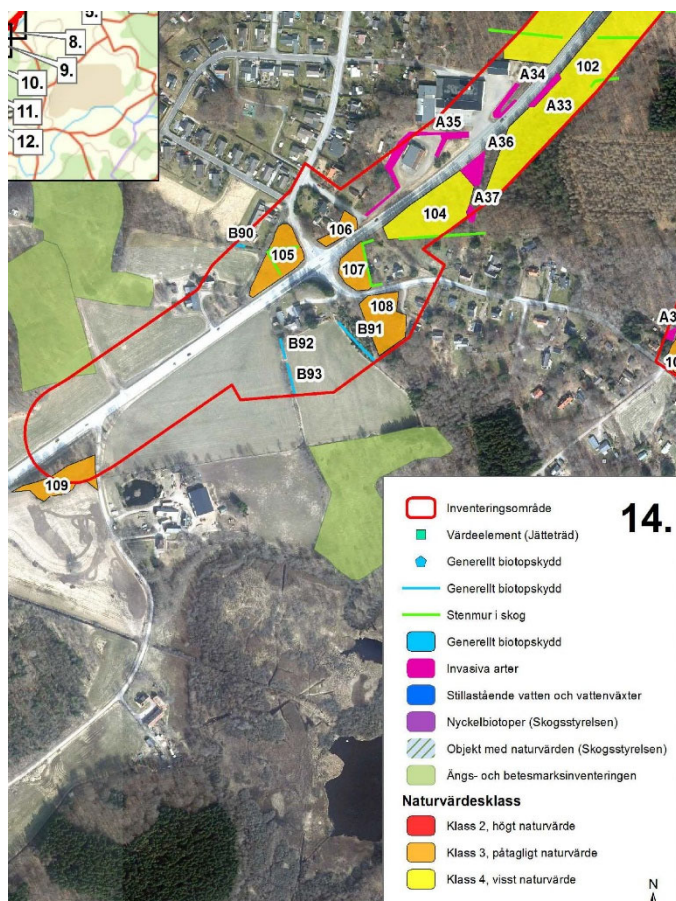 8.
9.
10.
11.
12.
A34
102
A33
A35
A36
A37
104
106
B90
105
107
108
B91
B92
B93
109
14.
Inventeringsområde
Värdeelement (Jätteträd)
Generellt biotopskydd
Generellt biotopskydd
Stenmur i skog
Generellt biotopskydd
Invasiva arter
Stillastående vatten och vattenväxter
Nyckelbiotoper (Skogsstyrelsen)
Objekt med naturvärden (Skogsstyrelsen)
Ängs- och betesmarksinventeringen
Naturvärdesklass
Klass 2, högt naturvärde
Klass 3, påtagligt naturvärde
Klass 4, visst naturvärde
N